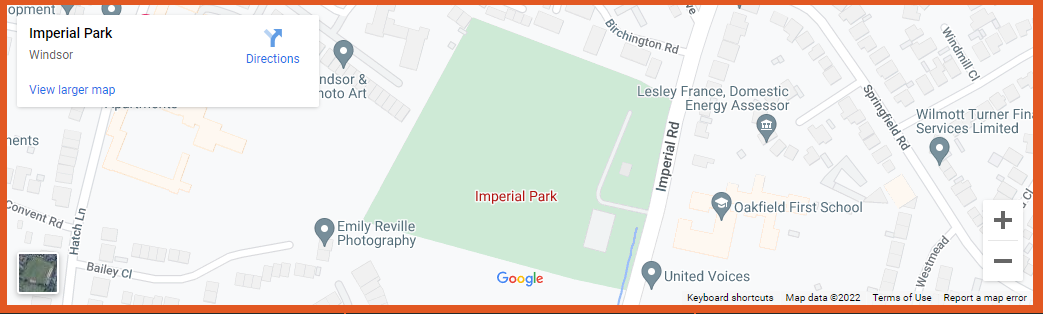 opment
Imperial Park
Windsor
Directions
View larger map
Birchington Rd
Windmill Cl
ndsor &
oto Art
Lesley France, Domestic
Energy Assessor
Springfield Rd
Wilmott Turner Fina
Services Limited
ments
Imperial Rd
Imperial Park
Oakfield First School
Convent Rd
Hatch Ln
Emily Reville
Photography
Westmead
Bailey Cl
United Voices
Google
Keyboard shortcuts
Map data ©2022
Terms of Use
Report a map error